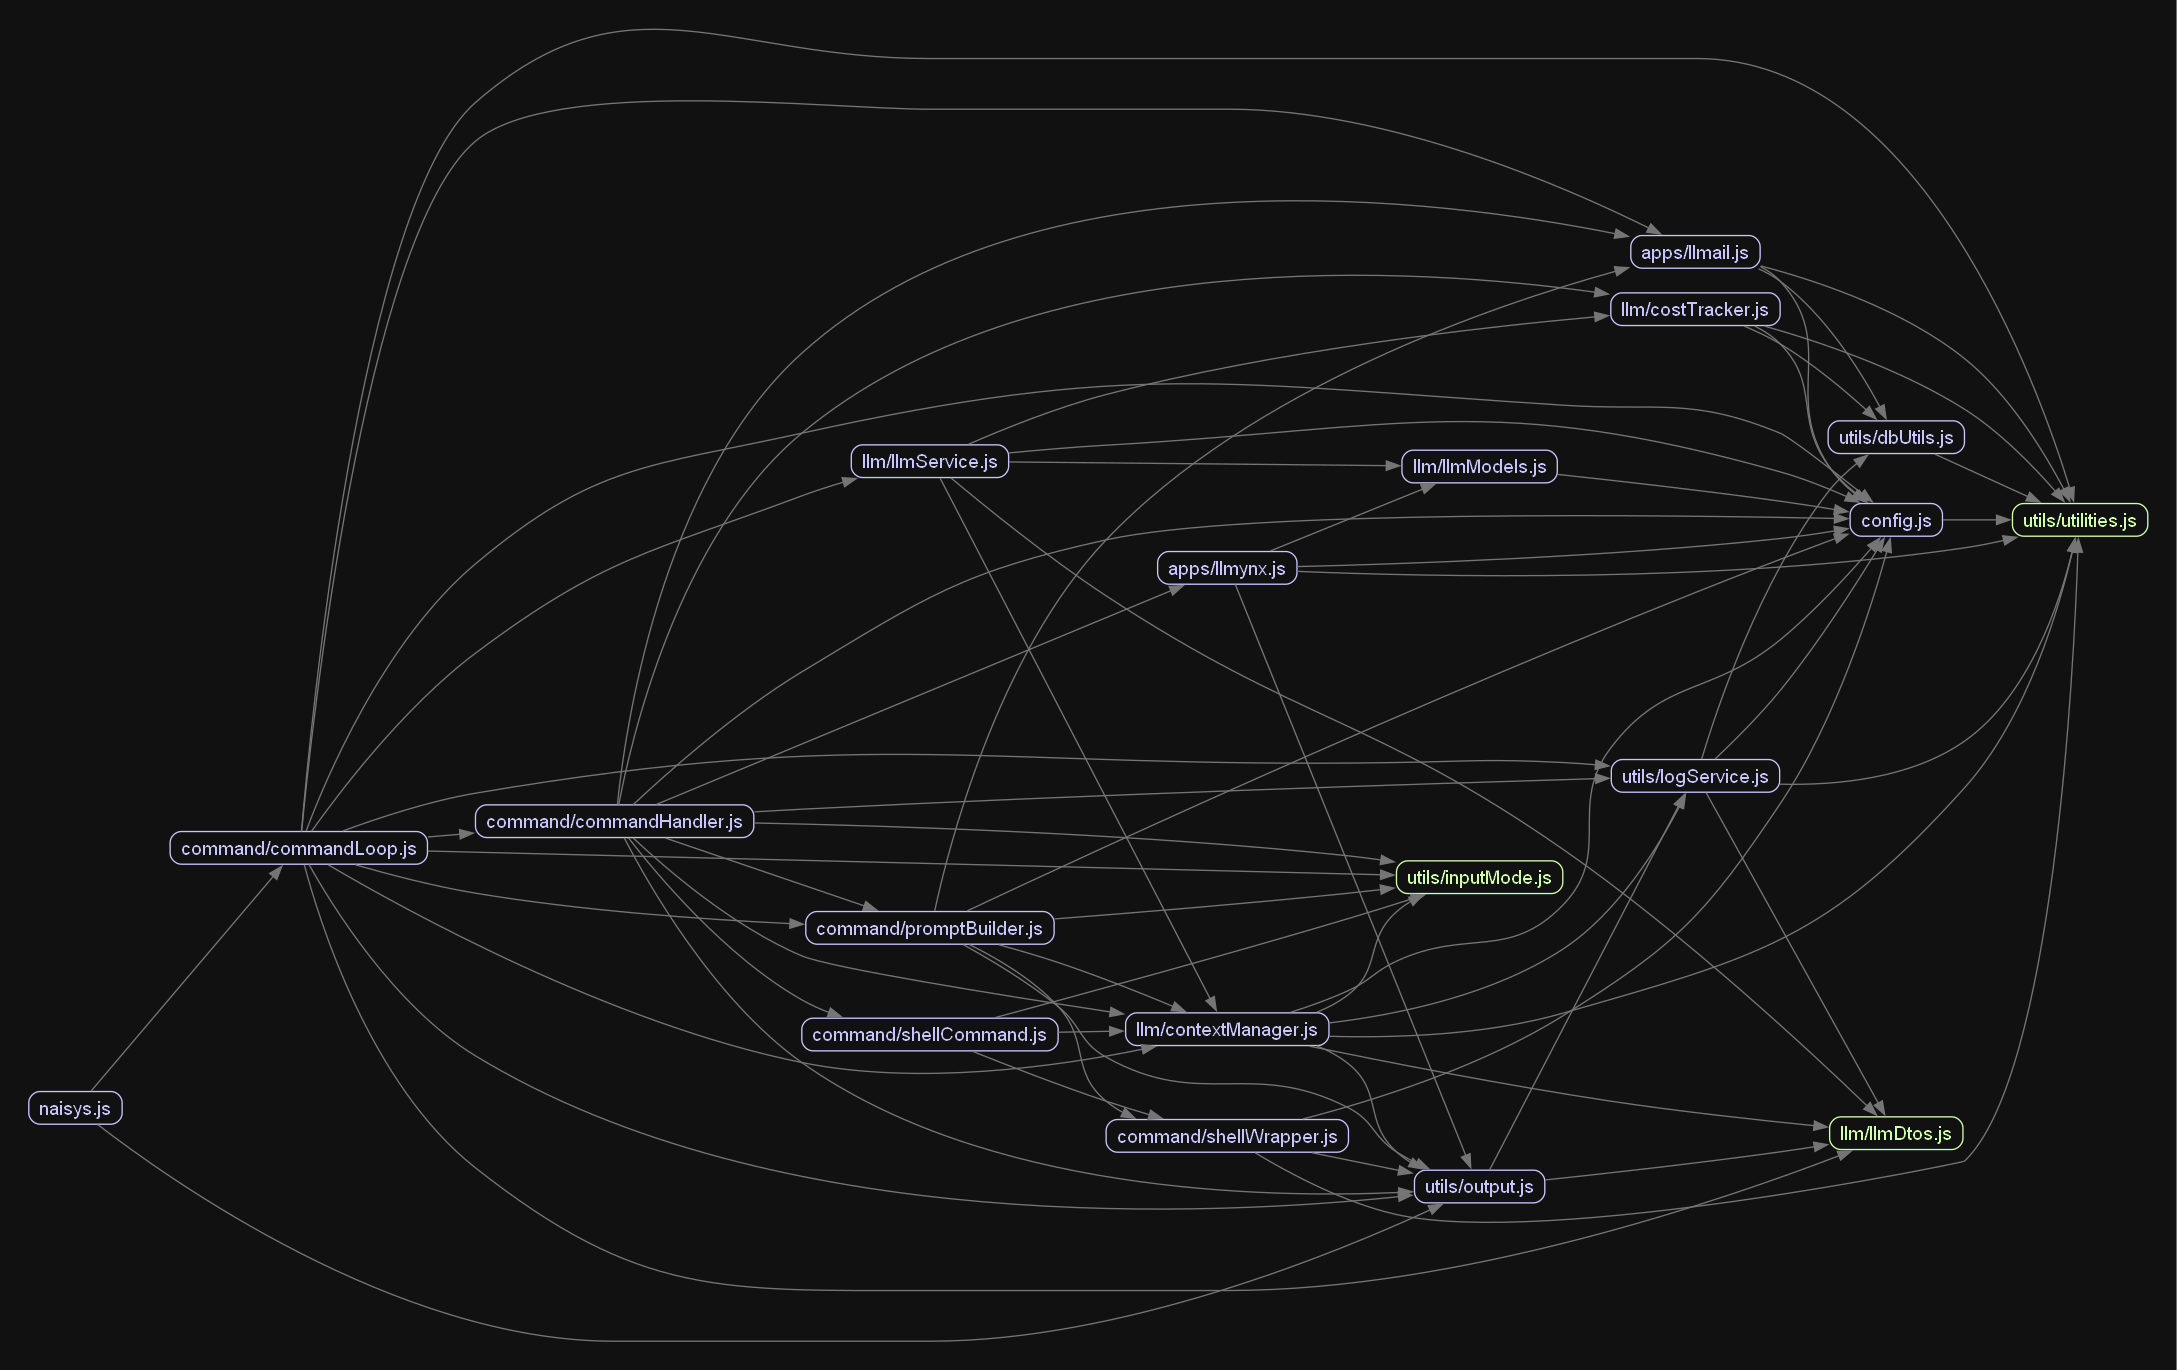 apps/llmail.js
llm/costTracker.js
utils/dbUtils.js
llm/llmService.js
llm/llmModels.js
config.js
utils/utilities.js
apps/llmynx.js
utils/logService.js
command/commandHandler.js
command/commandLoop.js
utils/inputMode.js
command/promptBuilder.js
llm/contextManager.js
command/shellCommand.js
naisys.js
command/shellWrapper.js
llm/llmDtos.js
utils/output.js